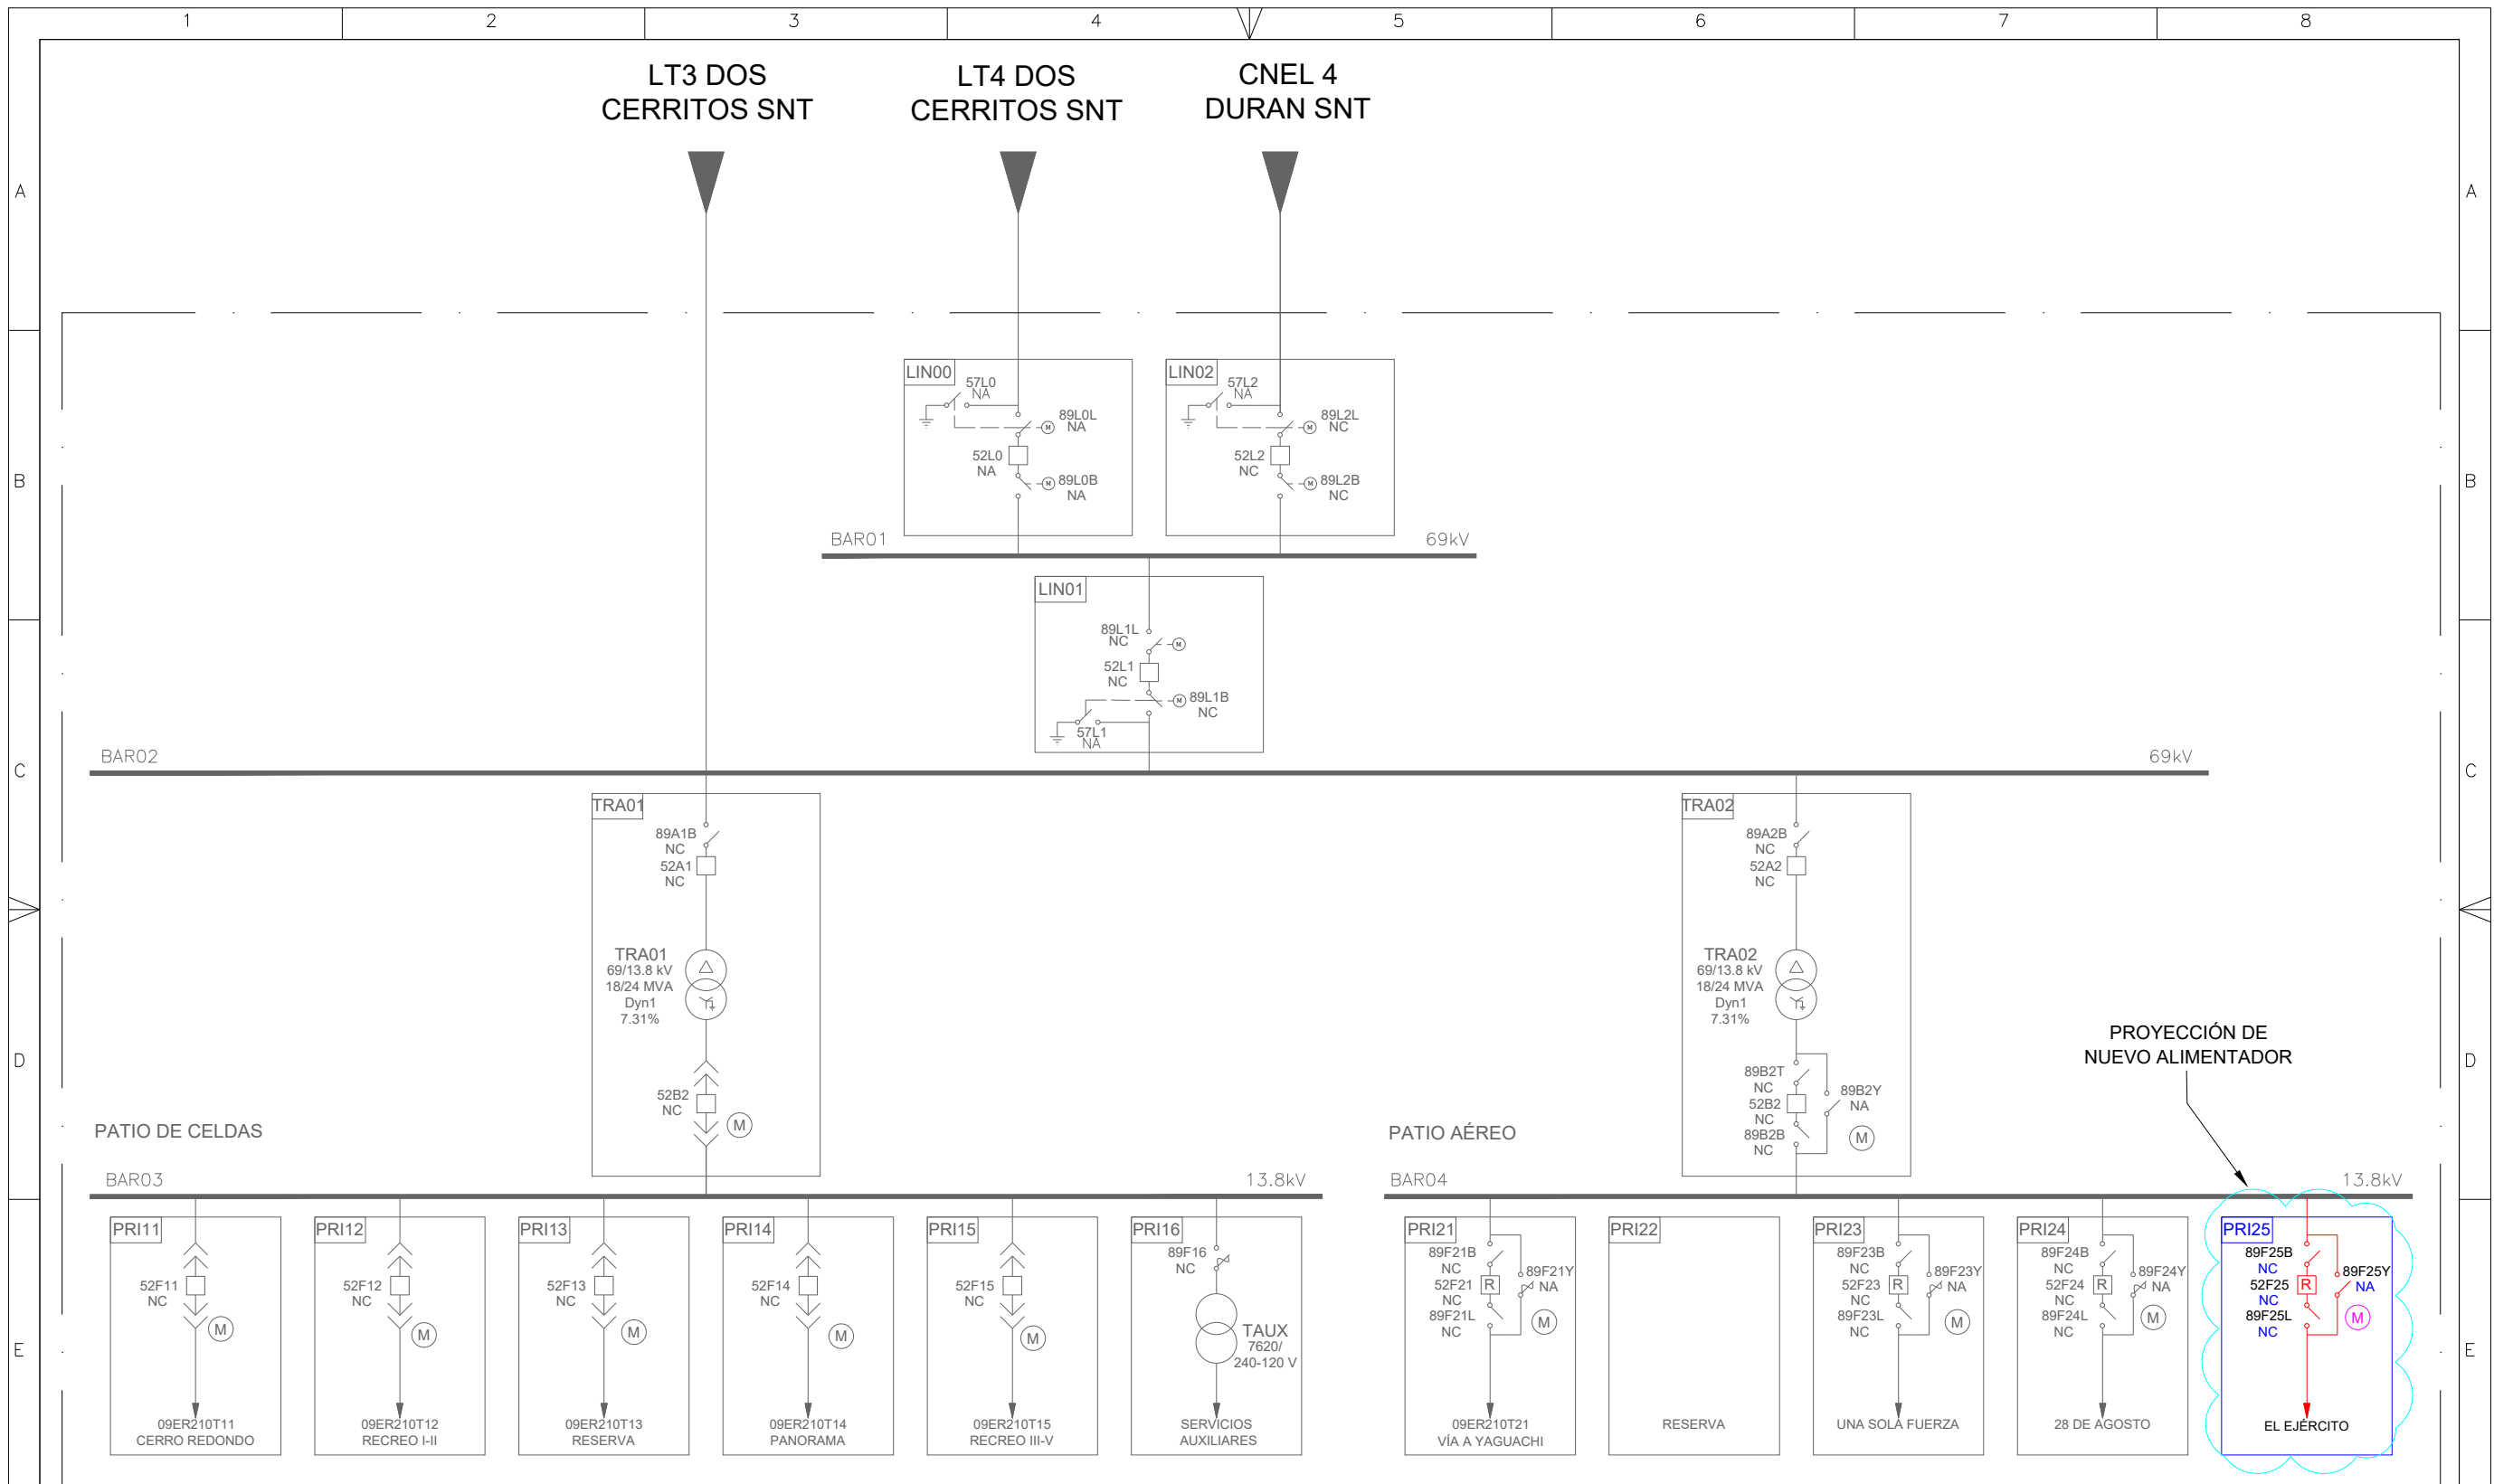 1 2 3 4 5 6 7 8
LT3 DOS
CERRITOS SNT
LT4 DOS
CERRITOS SNT
CNEL 4
DURAN SNT
A A
LIN00
57L0
NA
89L0L
NA
52L0
NA
89L0B
NA
LIN02
57L2
NA
89L2L
NC
52L2
NC
89L2B
NC
B B
BAR01 69kV
LIN01
89L1L
NC
52L1
NC
89L1B
NC
57L1
NA
BAR02 69kV
C C
TRA01
89A1B
NC
52A1
NC
TRA01
69/13.8 kV
18/24 MVA
Dyn1
7.31%
52B2
NC
M
TRA02
89A2B
NC
52A2
NC
TRA02
69/13.8 kV
18/24 MVA
Dyn1
7.31%
89B2T
NC
52B2
NC
89B2B
NC
89B2Y
NA
M
PROYECCIÓN DE
NUEVO ALIMENTADOR
D D
PATIO DE CELDAS
PATIO AÉREO
BAR03 13.8kV
BAR04 13.8kV
PRI11
52F11
NC
M
09ER210T11
CERRO REDONDO
PRI12
52F12
NC
M
09ER210T12
RECREO I-II
PRI13
52F13
NC
M
09ER210T13
RESERVA
PRI14
52F14
NC
M
09ER210T14
PANORAMA
PRI15
52F15
NC
M
09ER210T15
RECREO III-V
PRI16
89F16
NC
TAUX
7620/
240-120 V
SERVICIOS
AUXILIARES
PRI21
89F21B
NC
52F21
NC
89F21L
NC
R
89F21Y
NA
M
09ER210T21
VÍA A YAGUACHI
PRI22
RESERVA
PRI23
89F23B
NC
52F23
NC
89F23L
NC
R
89F23Y
NA
M
UNA SOLA FUERZA
PRI24
89F24B
NC
52F24
NC
89F24L
NC
R
89F24Y
NA
M
28 DE AGOSTO
PRI25
89F25B
NC
52F25
NC
89F25L
NC
R
89F25Y
NA
M
EL EJÉRCITO
E E